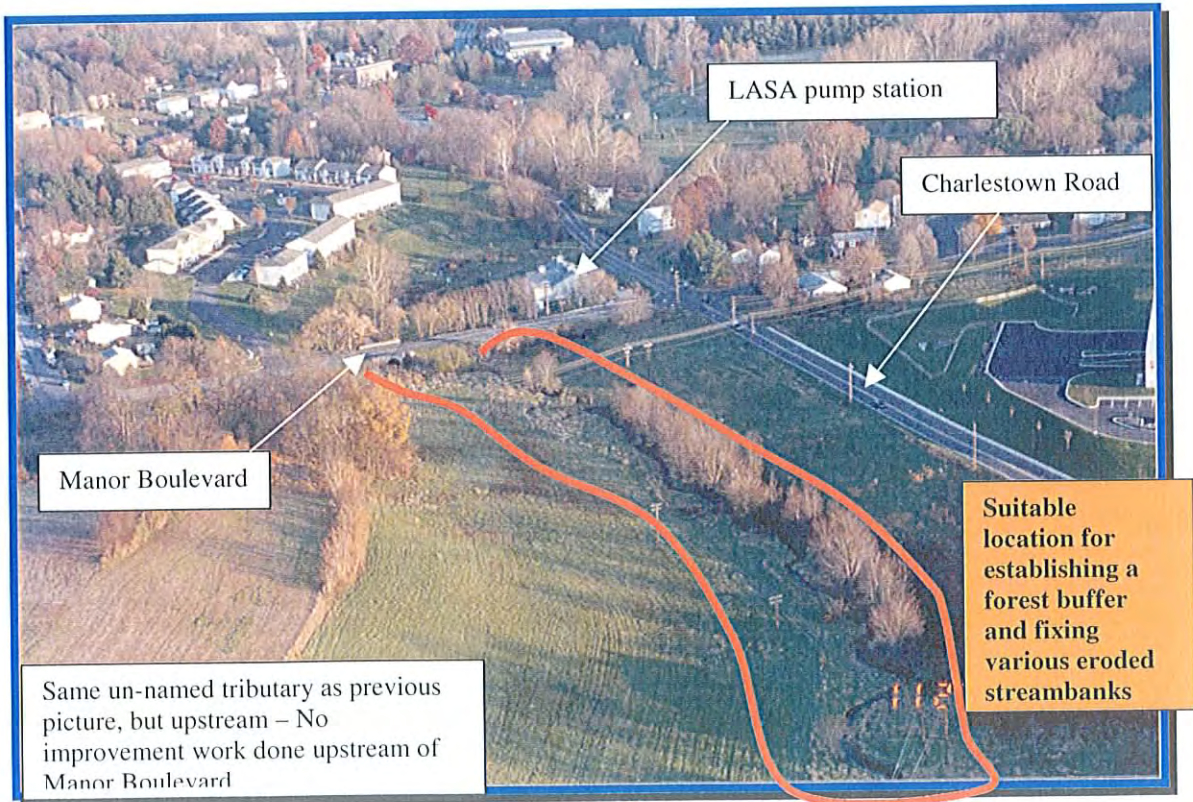 LASA pump station
Charlestown Road
Manor Boulevard
Suitable
location for
establishing a
forest buffer
and fixing
various eroded
streambanks
Same un-named tributary as previous
picture, but upstream – No
improvement work done upstream of
Manor Boulevard